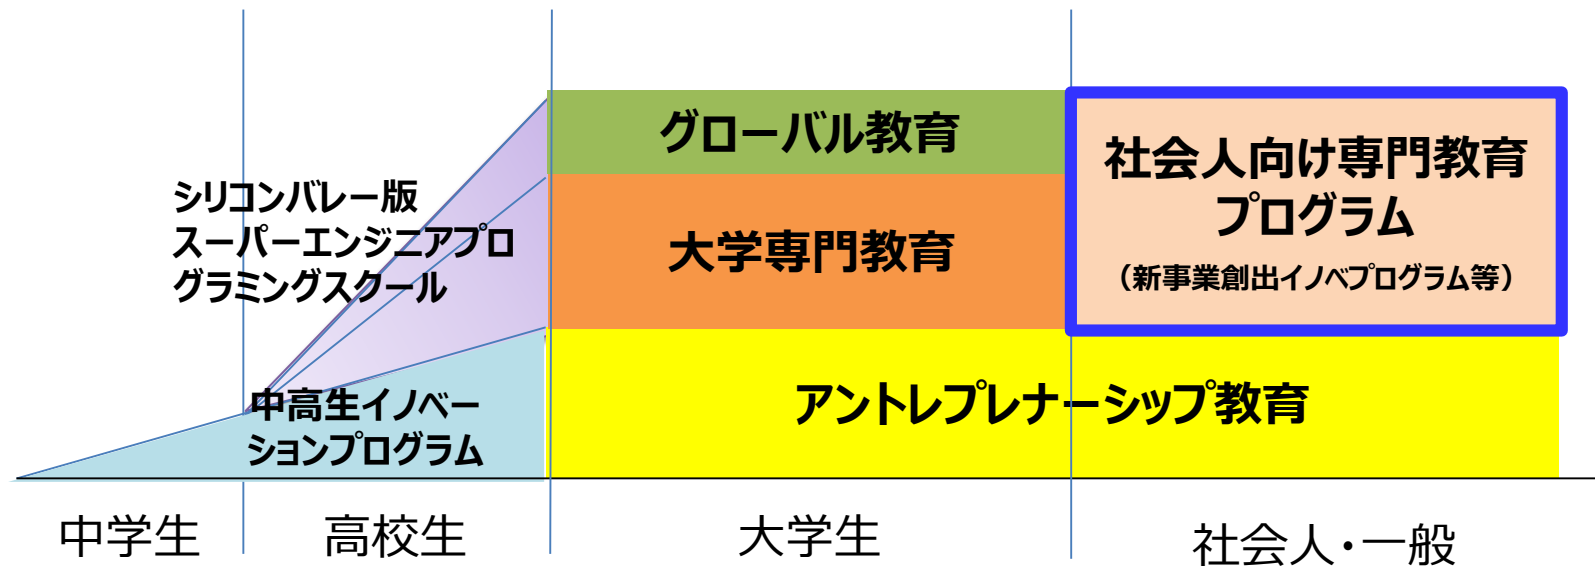 グローバル教育
社会人向け専門教育
プログラム
（新事業創出イノベプログラム等）
シリコンバレー版
スーパーエンジニアプロ
グラミングスクール
大学専門教育
中高生イノベー
ションプログラム
アントレプレナーシップ教育
中学生
高校生
大学生
社会人・一般